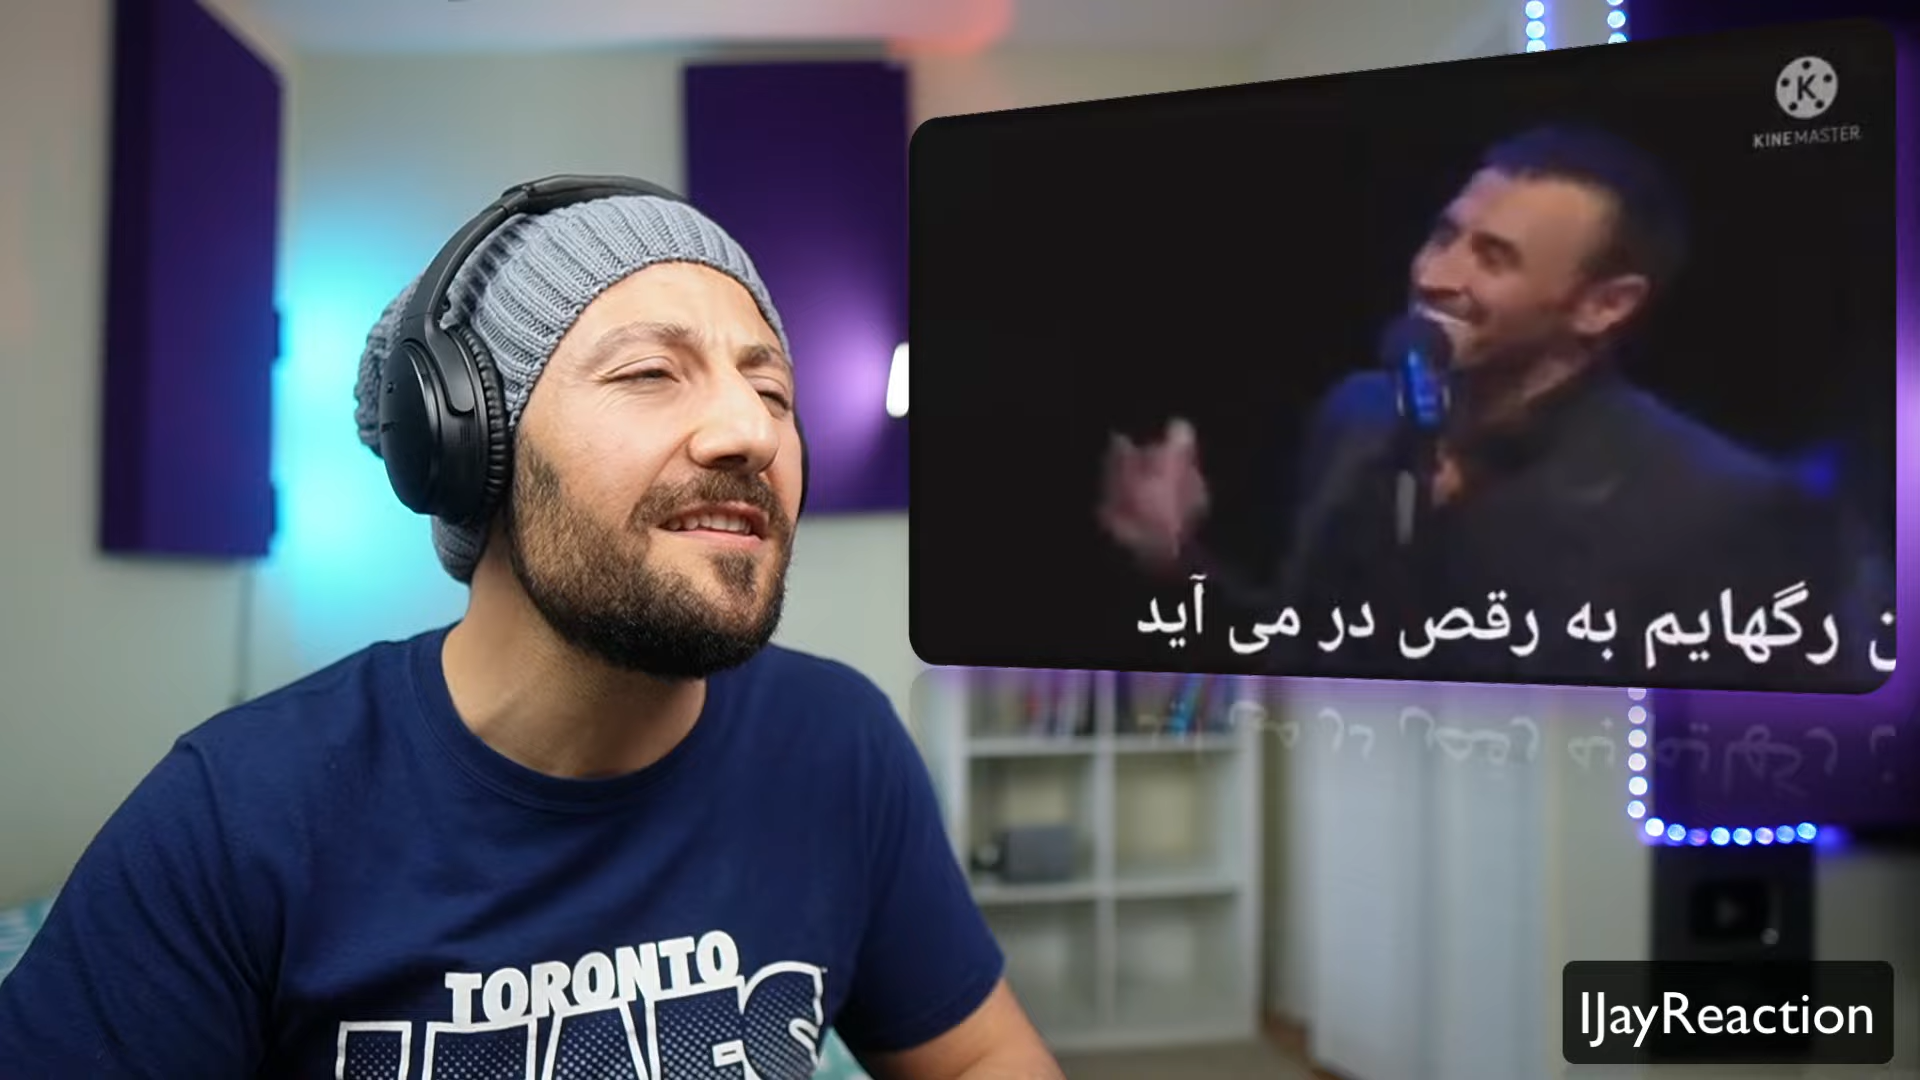 KINEMASTER
رگهایم به رقص در می آید
TORONTO
IJayReaction